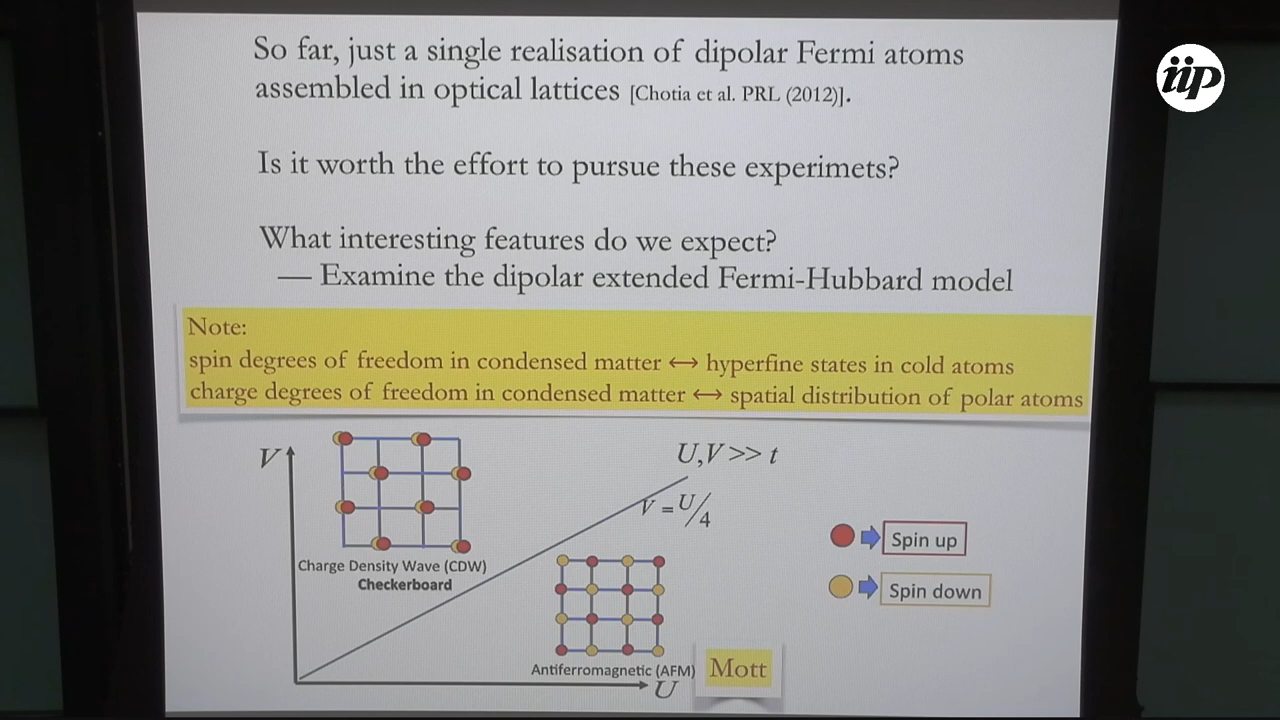 iip
So far, just a single realisation of dipolar Fermi atoms
assembled in optical lattices [Chotia et al. PRL (2012)].
Is it worth the effort to pursue these experimets?
What interesting features do we expect?
— Examine the dipolar extended Fermi-Hubbard model
Note:
spin degrees of freedom in condensed matter ↔ hyperfine states in cold atoms
charge degrees of freedom in condensed matter ↔ spatial distribution of polar atoms
V
U,V >> t
V = U/4
Charge Density Wave (CDW)
Checkerboard
Spin up
Spin down
Antiferromagnetic (AFM)
Mott
U